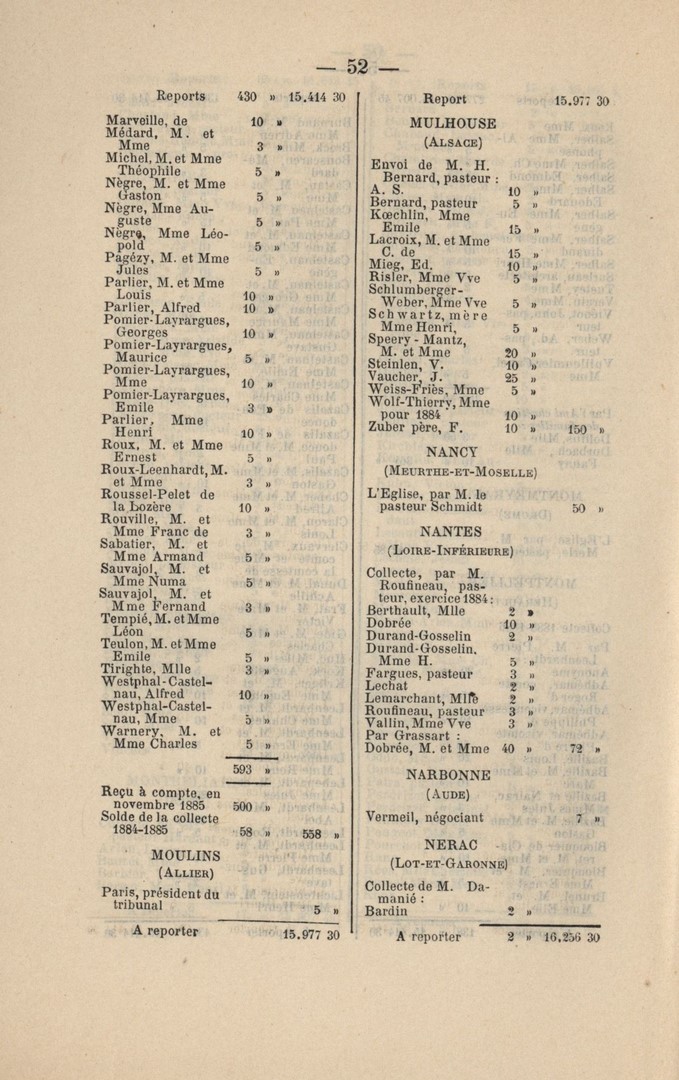 — 52 —
Reports 430 » 15.414 30
Marveille, de 10 »
Médard, M. et
Mme 3 »
Michel, M. et Mme
Théophile 5 »
Nègre, M. et Mme
Gaston 5 »
Nègre, Mme Au-
guste 5 »
Nègre, Mme Léo-
pold 5 »
Pagézy, M. et Mme
Jules 5 »
Parlier, M. et Mme
Louis 10 »
Parlier, Alfred 10 »
Pomier-Layrargues,
Georges 10 »
Pomier-Layrargues,
Maurice 5 »
Pomier-Layrargues,
Mme 10 »
Pomier-Layrargues,
Emile 3 »
Parlier, Mme
Henri 10 »
Roux, M. et Mme
Ernest 5 »
Roux-Leenhardt, M.
et Mme 3 »
Roussel-Pelet de
la Lozère 10 »
Rouville, M. et
Mme Franc de 3 »
Sabatier, M. et
Mme Armand 5 »
Sauvajol, M. et
Mme Numa 5 »
Sauvajol, M. et
Mme Fernand 3 »
Tempié, M. et Mme
Léon 5 »
Teulon, M. et Mme
Emile 5 »
Tirighte, Mlle 3 »
Westphal-Castel-
nau, Alfred 10 »
Westphal-Castel-
nau, Mme 5 »
Warnery, M. et
Mme Charles 5 »
593 »
Reçu à compte, en
novembre 1885 500 »
Solde de la collecte
1884-1885 58 » 558 »
MOULINS
(ALLIER)
Paris, président du
tribunal 5 »
A reporter 15.977 30
Report 15.977 30
MULHOUSE
(ALSACE)
Envoi de M. H.
Bernard, pasteur :
A. S. 10 »
Bernard, pasteur 5 »
Kœchlin, Mme
Emile 15 »
Lacroix, M. et Mme
C. de 15 »
Mieg, Ed. 10 »
Risler, Mme Vve 5 »
Schlumberger-
Weber, Mme Vve 5 »
Schwartz, mère
Mme Henri, 5 »
Speery-Mantz,
M. et Mme 20 »
Steinlen, V. 10 »
Vaucher, J. 25 »
Weiss-Friès, Mme 5 »
Wolf-Thierry, Mme
pour 1884 10 »
Zuber père, F. 10 » 150 »
NANCY
(MEURTHE-ET-MOSELLE)
L'Eglise, par M. le
pasteur Schmidt 50 »
NANTES
(LOIRE-INFÉRIEURE)
Collecte, par M.
Roufineau, pas-
teur, exercice 1884 :
Berthault, Mlle 2 »
Dobrée 10 »
Durand-Gosselin 2 »
Durand-Gosselin,
Mme H. 5 »
Fargues, pasteur 3 »
Lechat 2 »
Lemarchant, Mlle 2 »
Roufineau, pasteur 3 »
Vallin, Mme Vve 3 »
Par Grassart :
Dobrée, M. et Mme 40 » 72 »
NARBONNE
(AUDE)
Vermeil, négociant 7 »
NERAC
(LOT-ET-GARONNE)
Collecte de M. Da-
manié :
Bardin 2 »
A reporter 2 » 16,256 30